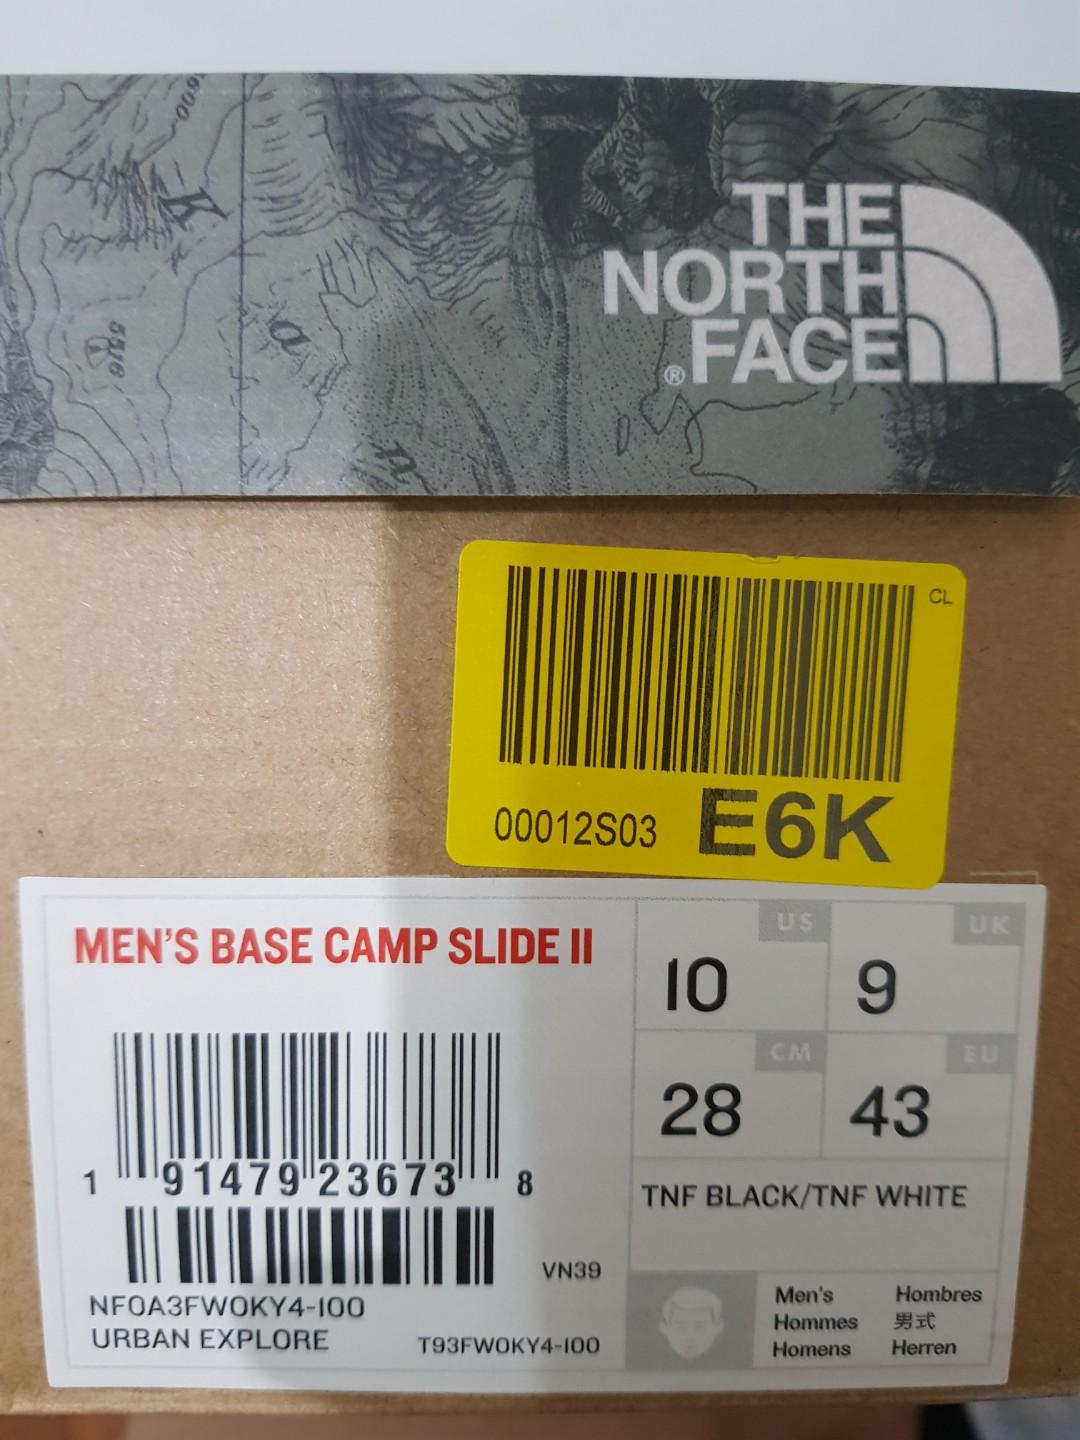 THE
NORTH
FACE
®
K
a
n
CL
00012S03 E6K
MEN'S BASE CAMP SLIDE II
US
10
UK
9
CM
28
EU
43
1 91479 23673 8
TNF BLACK/TNF WHITE
VN39
NF0A3FW0KY4-100
URBAN EXPLORE
T93FW0KY4-100
Men's Hombres
Hommes 男式
Homens Herren